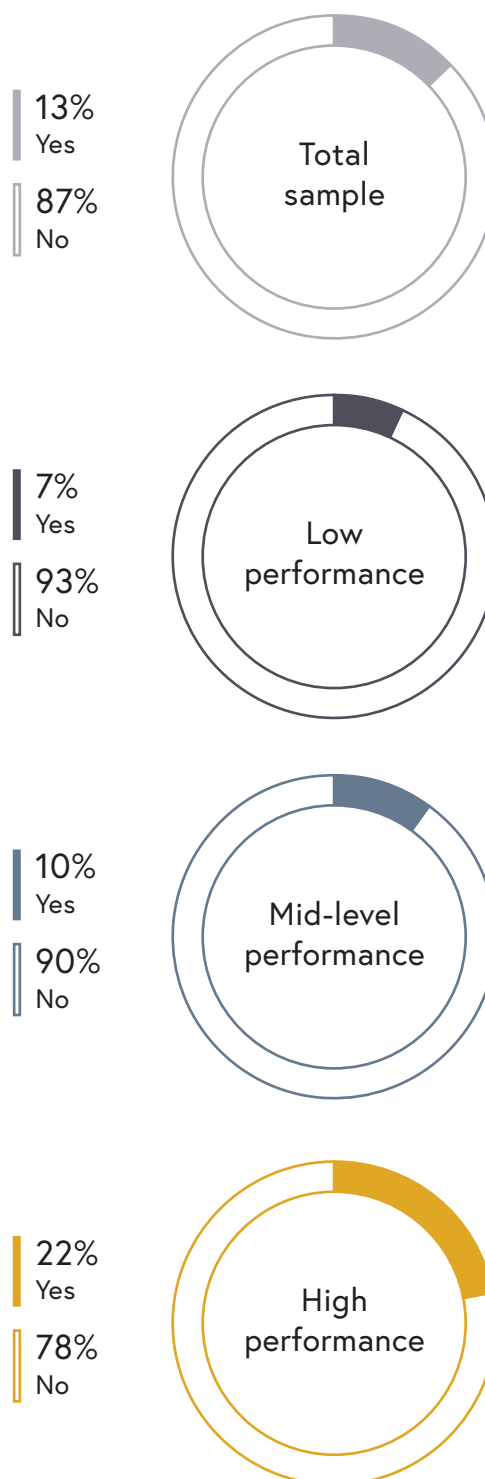 13%
Yes
87%
No
Total
sample
7%
Yes
93%
No
Low
performance
10%
Yes
90%
No
Mid-level
performance
22%
Yes
78%
No
High
performance